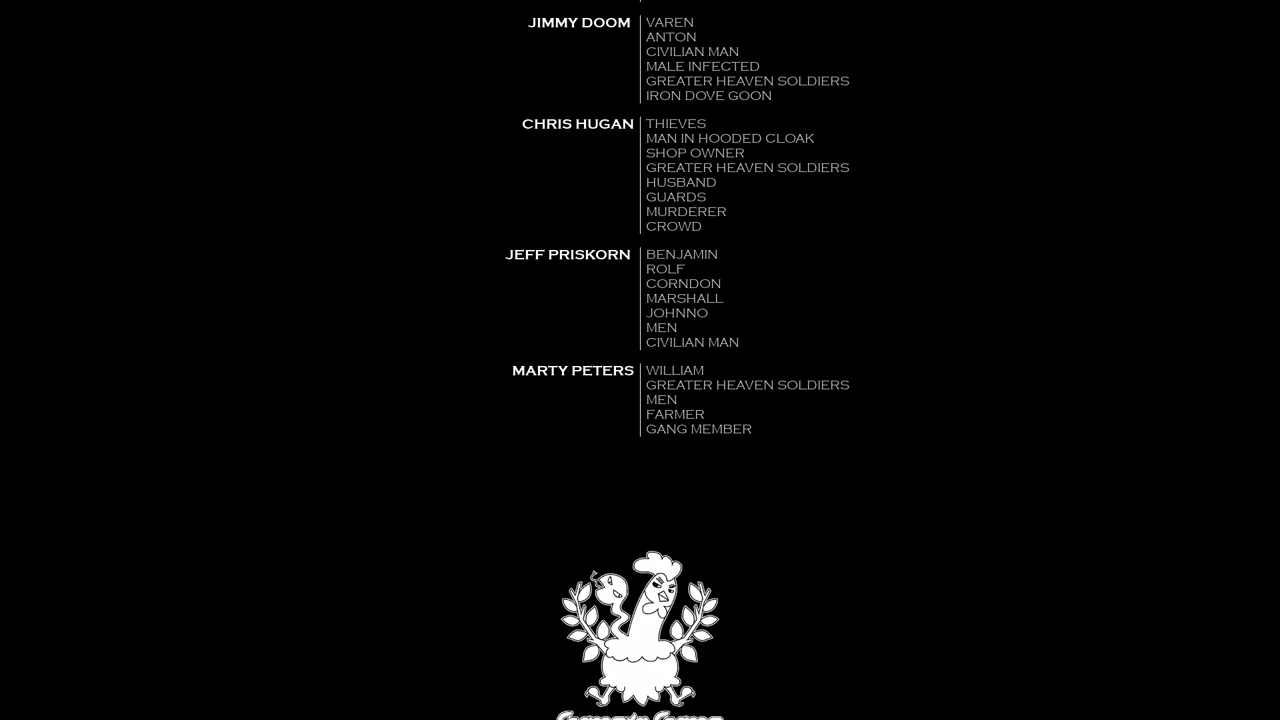 JIMMY DOOM
VAREN
ANTON
CIVILIAN MAN
MALE INFECTED
GREATER HEAVEN SOLDIERS
IRON DOVE GOON
CHRIS HUGAN
THIEVES
MAN IN HOODED CLOAK
SHOP OWNER
GREATER HEAVEN SOLDIERS
HUSBAND
GUARDS
MURDERER
CROWD
JEFF PRISKORN
BENJAMIN
ROLF
CORNDON
MARSHALL
JOHNNO
MEN
CIVILIAN MAN
MARTY PETERS
WILLIAM
GREATER HEAVEN SOLDIERS
MEN
FARMER
GANG MEMBER